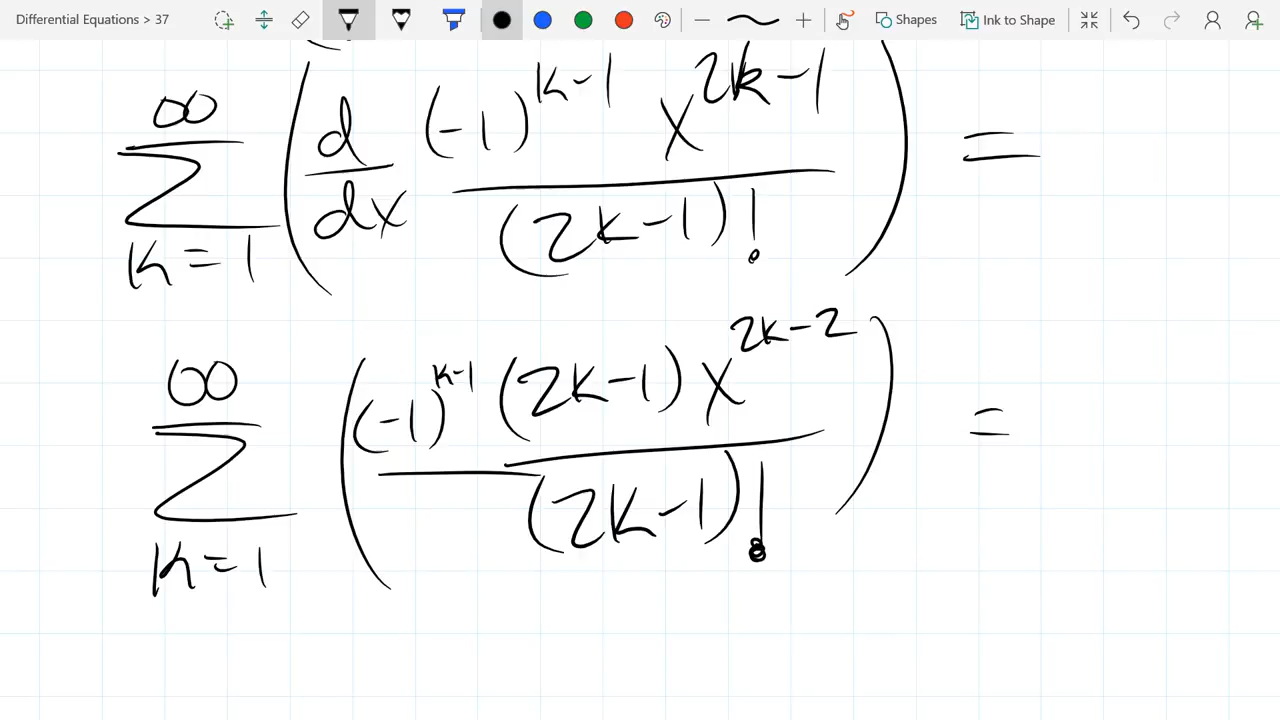 Differential Equations > 37 Shapes Ink to Shape
∞ ∑ k=1 ( d/dx (-1)^{k-1} x^{2k-1} / (2k-1)! ) =
∞ ∑ k=1 ( (-1)^{k-1} (2k-1) x^{2k-2} / (2k-1)! ) =